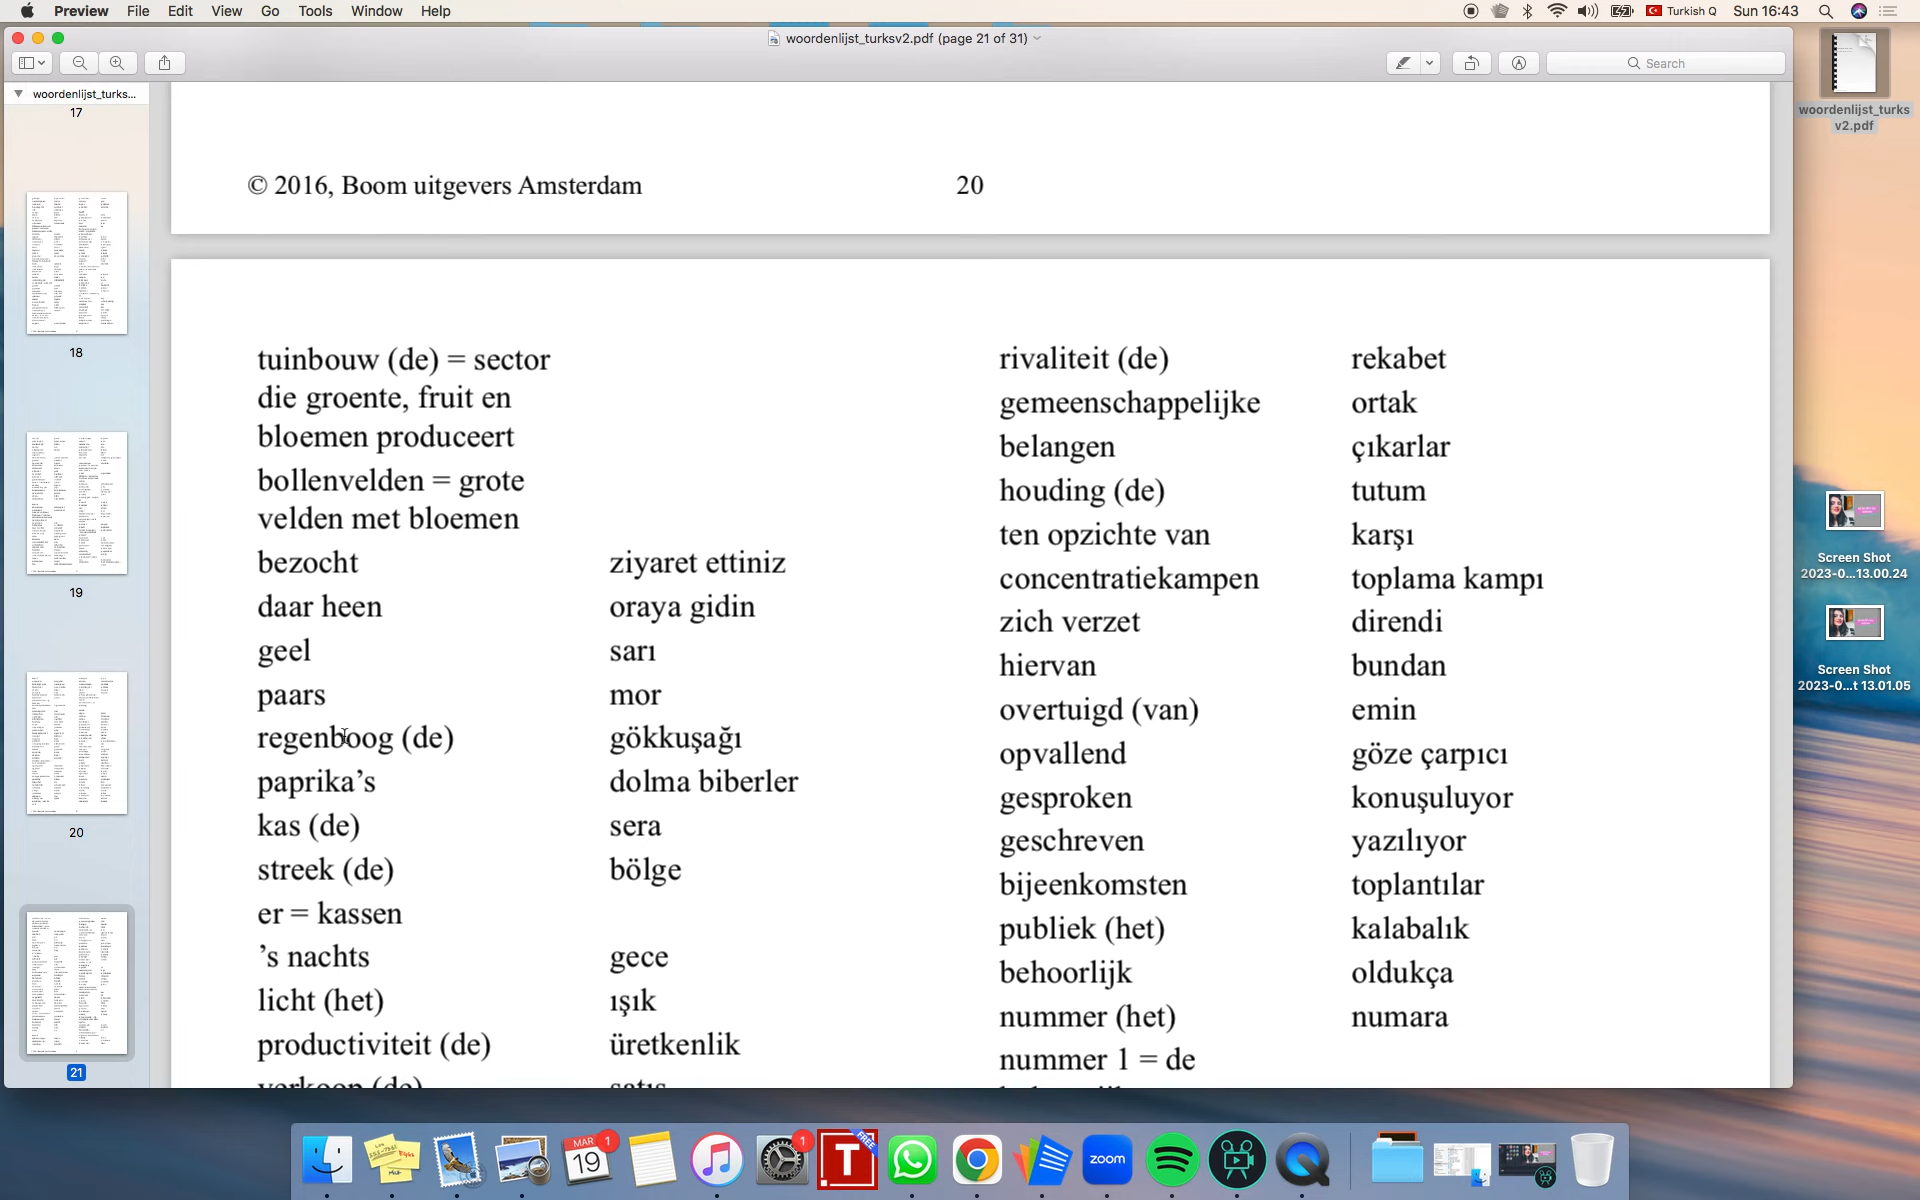 Preview File Edit View Go Tools Window Help
Turkish Q Sun 16:43
woordenlijst_turksv2.pdf (page 21 of 31)
Search
woordenlijst_turks...
17
18
19
20
21
© 2016, Boom uitgevers Amsterdam 20
tuinbouw (de) = sector
die groente, fruit en
bloemen produceert
bollenvelden = grote
velden met bloemen
bezocht ziyaret ettiniz
daar heen oraya gidin
geel sarı
paars mor
regenboog (de) gökkuşağı
paprika’s dolma biberler
kas (de) sera
streek (de) bölge
er = kassen
’s nachts gece
licht (het) ışık
productiviteit (de) üretkenlik
verkoop (de) satış
rivaliteit (de) rekabet
gemeenschappelijke ortak
belangen çıkarlar
houding (de) tutum
ten opzichte van karşı
concentratiekampen toplama kampı
zich verzet direndi
hiervan bundan
overtuigd (van) emin
opvallend göze çarpıcı
gesproken konuşuluyor
geschreven yazılıyor
bijeenkomsten toplantılar
publiek (het) kalabalık
behoorlijk oldukça
nummer (het) numara
nummer 1 = de
woordenlijst_turks
v2.pdf
Screen Shot
2023-0...13.00.24
Screen Shot
2023-0...t 13.01.05
MAR
19
1
1
T
FREE
zoom